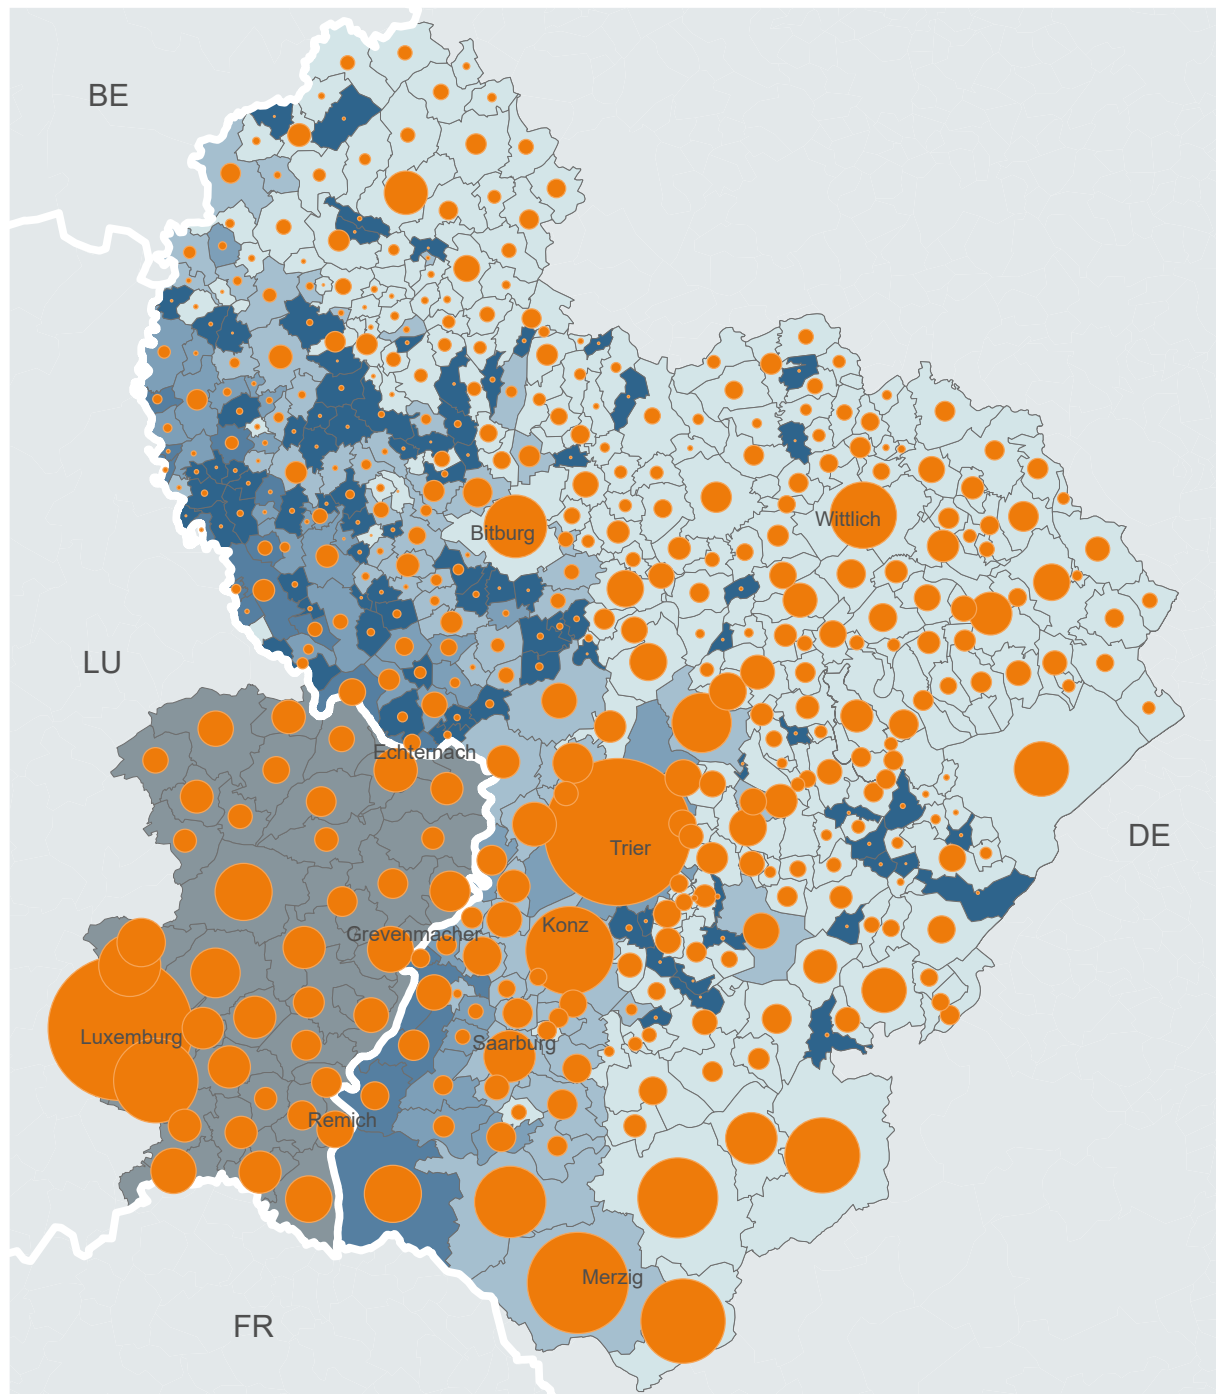 BE
Bitburg
Wittlich
LU
Echternach
DE
Trier
Konz
Grevenmacher
Luxemburg
Saarburg
Remich
Merzig
FR